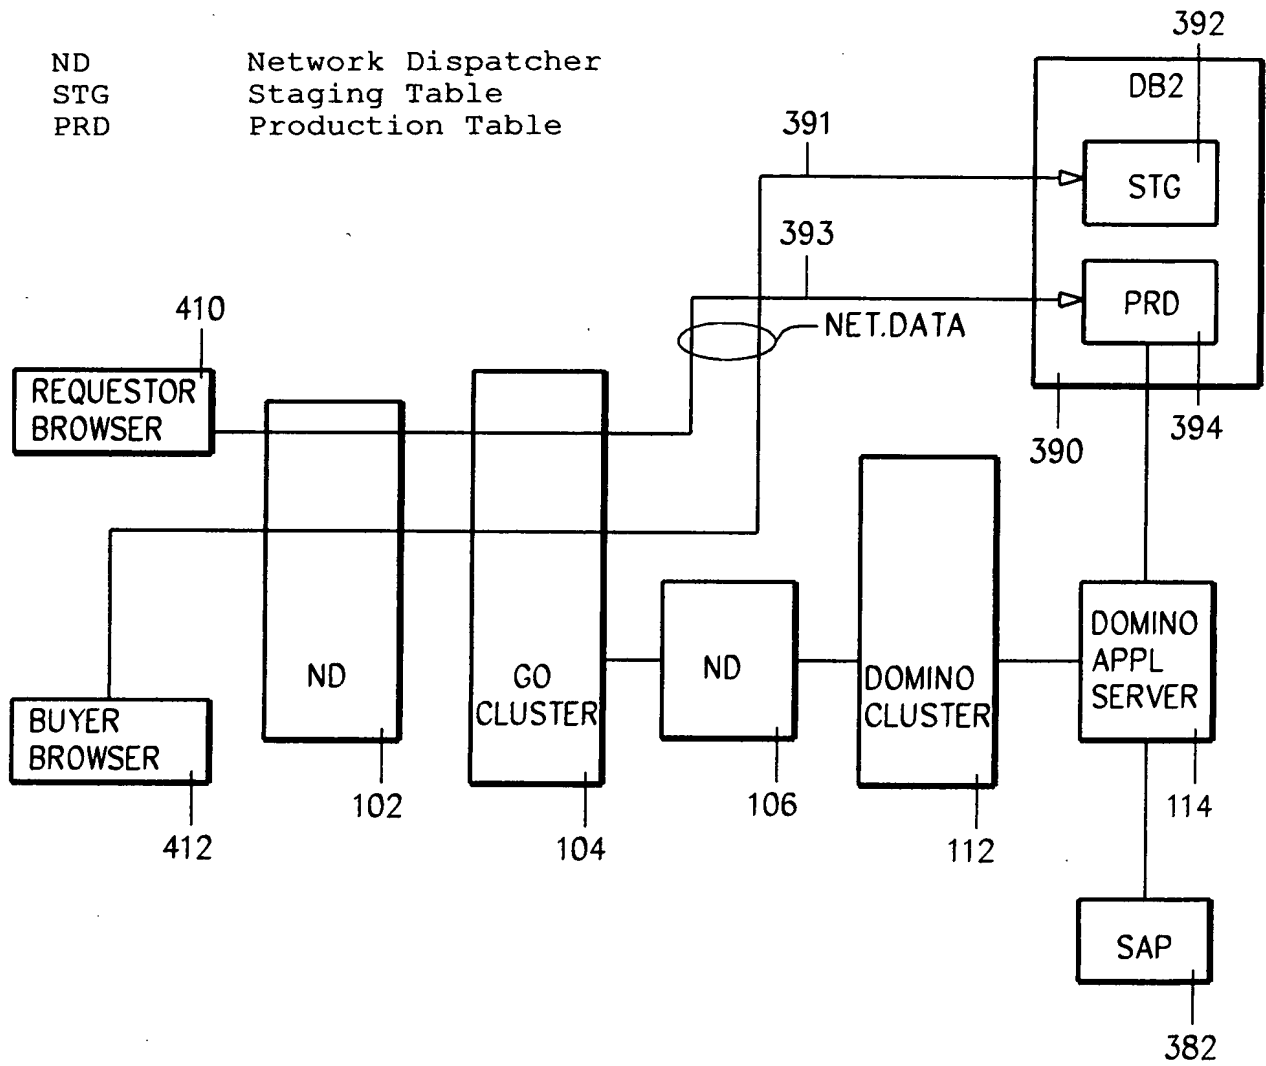 392
ND Network Dispatcher
STG Staging Table
PRD Production Table
DB2
391
STG
393
PRD
NET.DATA
410
REQUESTOR
BROWSER
394
390
DOMINO
APPL
SERVER
ND
GO
CLUSTER
ND
DOMINO
CLUSTER
BUYER
BROWSER
102
106
114
412
104
112
SAP
382